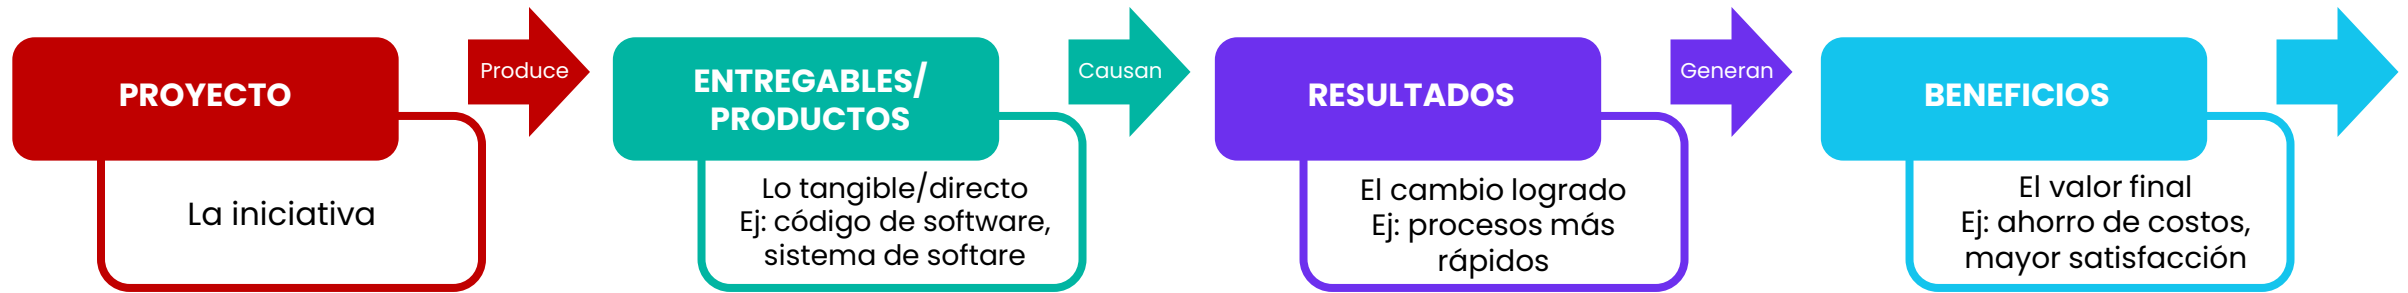 PROYECTO
La iniciativa
Produce
ENTREGABLES/
PRODUCTOS
Lo tangible/directo
Ej: código de software,
sistema de softare
Causan
RESULTADOS
El cambio logrado
Ej: procesos más
rápidos
Generan
BENEFICIOS
El valor final
Ej: ahorro de costos,
mayor satisfacción